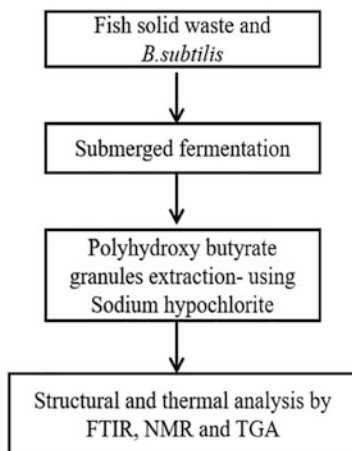 Fish solid waste and
B.subtilis
Submerged fermentation
Polyhydroxy butyrate
granules extraction- using
Sodium hypochlorite
Structural and thermal analysis by
FTIR, NMR and TGA